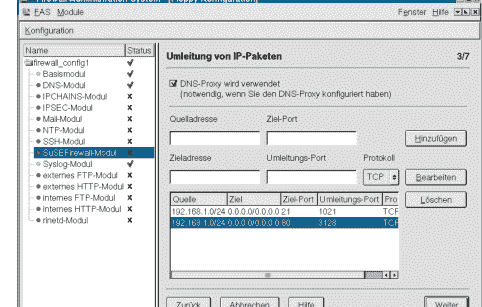 Firewall Administration System - [Floppy Konfiguration]
FAS Module Fenster Hilfe
Konfiguration
Name Status
firewall_config1
Basismodul
DNS-Modul
IPCHAINS-Modul
IPSEC-Modul
Mail-Modul
NTP-Modul
SSH-Modul
SuSEFirewall-Modul
Syslog-Modul
externes FTP-Modul
externes HTTP-Modul
internes FTP-Modul
internes HTTP-Modul
rinetd-Modul
Umleitung von IP-Paketen 3/7
DNS-Proxy wird verwendet
(notwendig, wenn Sie den DNS-Proxy konfiguriert haben)
Quelladresse Ziel-Port
Hinzufügen
Zieladresse Umleitungs-Port Protokoll
TCP Bearbeiten
Löschen
Quelle Ziel Ziel-Port Umleitungs-Port Pro
192.168.1.0/24 0.0.0.0/0.0.0.0 21 1021 TCP
192.168.1.0/24 0.0.0.0/0.0.0.0 80 3128 TCP
Zurück Abbrechen Hilfe Weiter